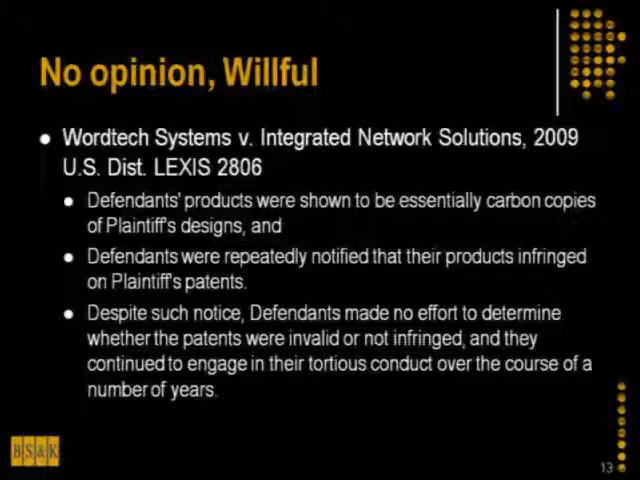 No opinion, Willful
Wordtech Systems v. Integrated Network Solutions, 2009
U.S. Dist. LEXIS 2806
Defendants' products were shown to be essentially carbon copies
of Plaintiff's designs, and
Defendants were repeatedly notified that their products infringed
on Plaintiff's patents.
Despite such notice, Defendants made no effort to determine
whether the patents were invalid or not infringed, and they
continued to engage in their tortious conduct over the course of a
number of years.
BS&K
13